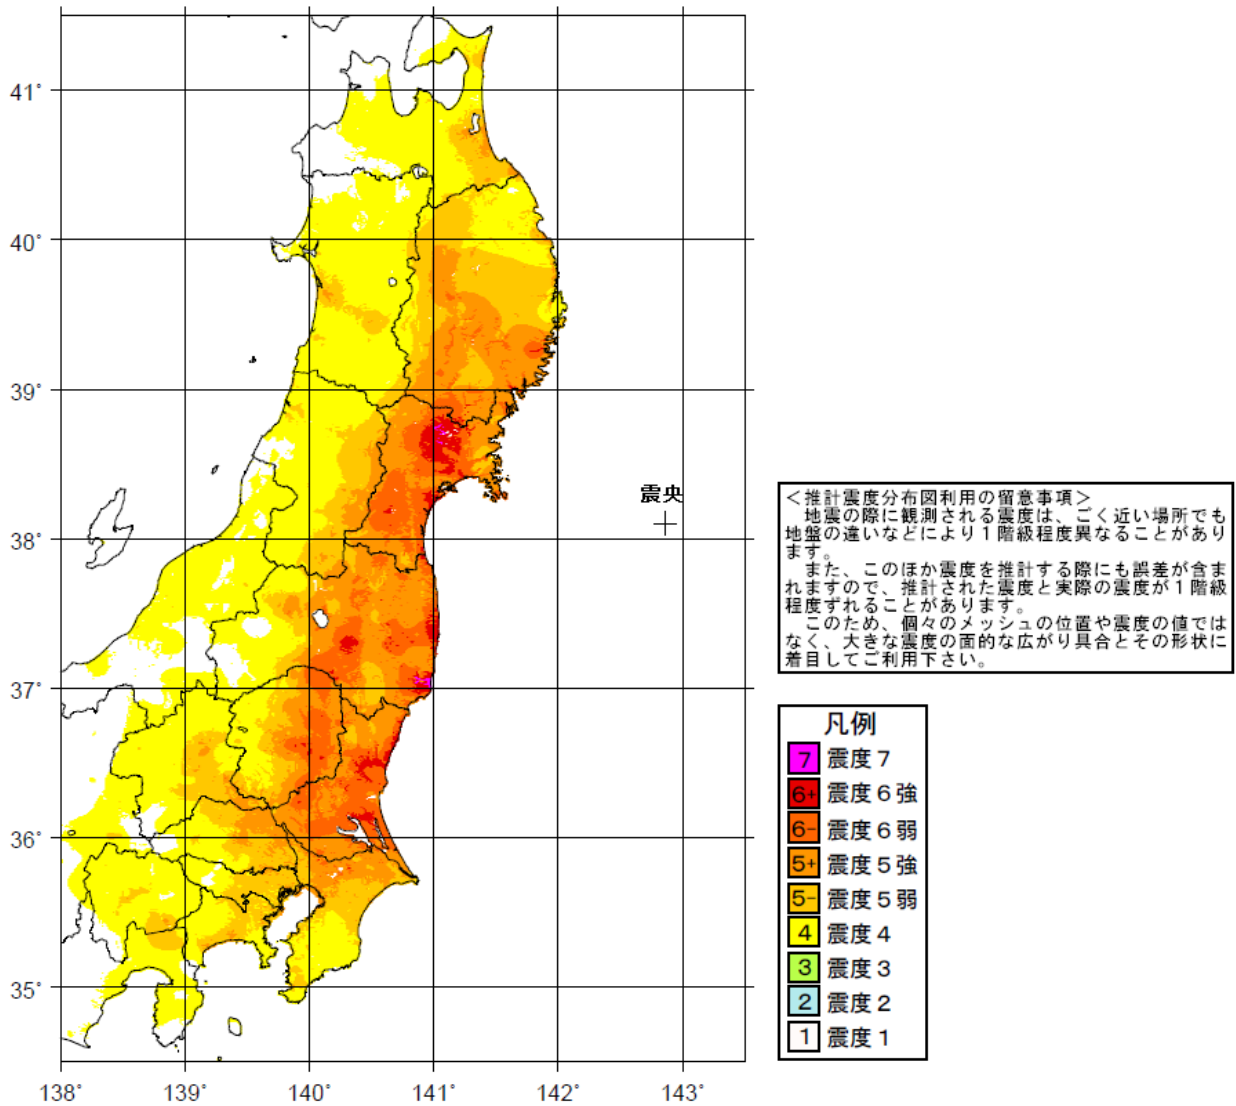 41°
40°
39°
38°
37°
36°
35°
138°
139°
140°
141°
142°
143°
震央
＜推計震度分布図利用の留意事項＞
　地震の際に観測される震度は、ごく近い場所でも
地盤の違いなどにより１階級程度異なることがあり
ます。
　また、このほか震度を推計する際にも誤差が含ま
れますので、推計された震度と実際の震度が１階級
程度ずれることがあります。
　このため、個々のメッシュの位置や震度の値では
なく、大きな震度の面的な広がり具合とその形状に
着目してご利用下さい。
凡例
7 震度７
6+ 震度６強
6- 震度６弱
5+ 震度５強
5- 震度５弱
4 震度４
3 震度３
2 震度２
1 震度１